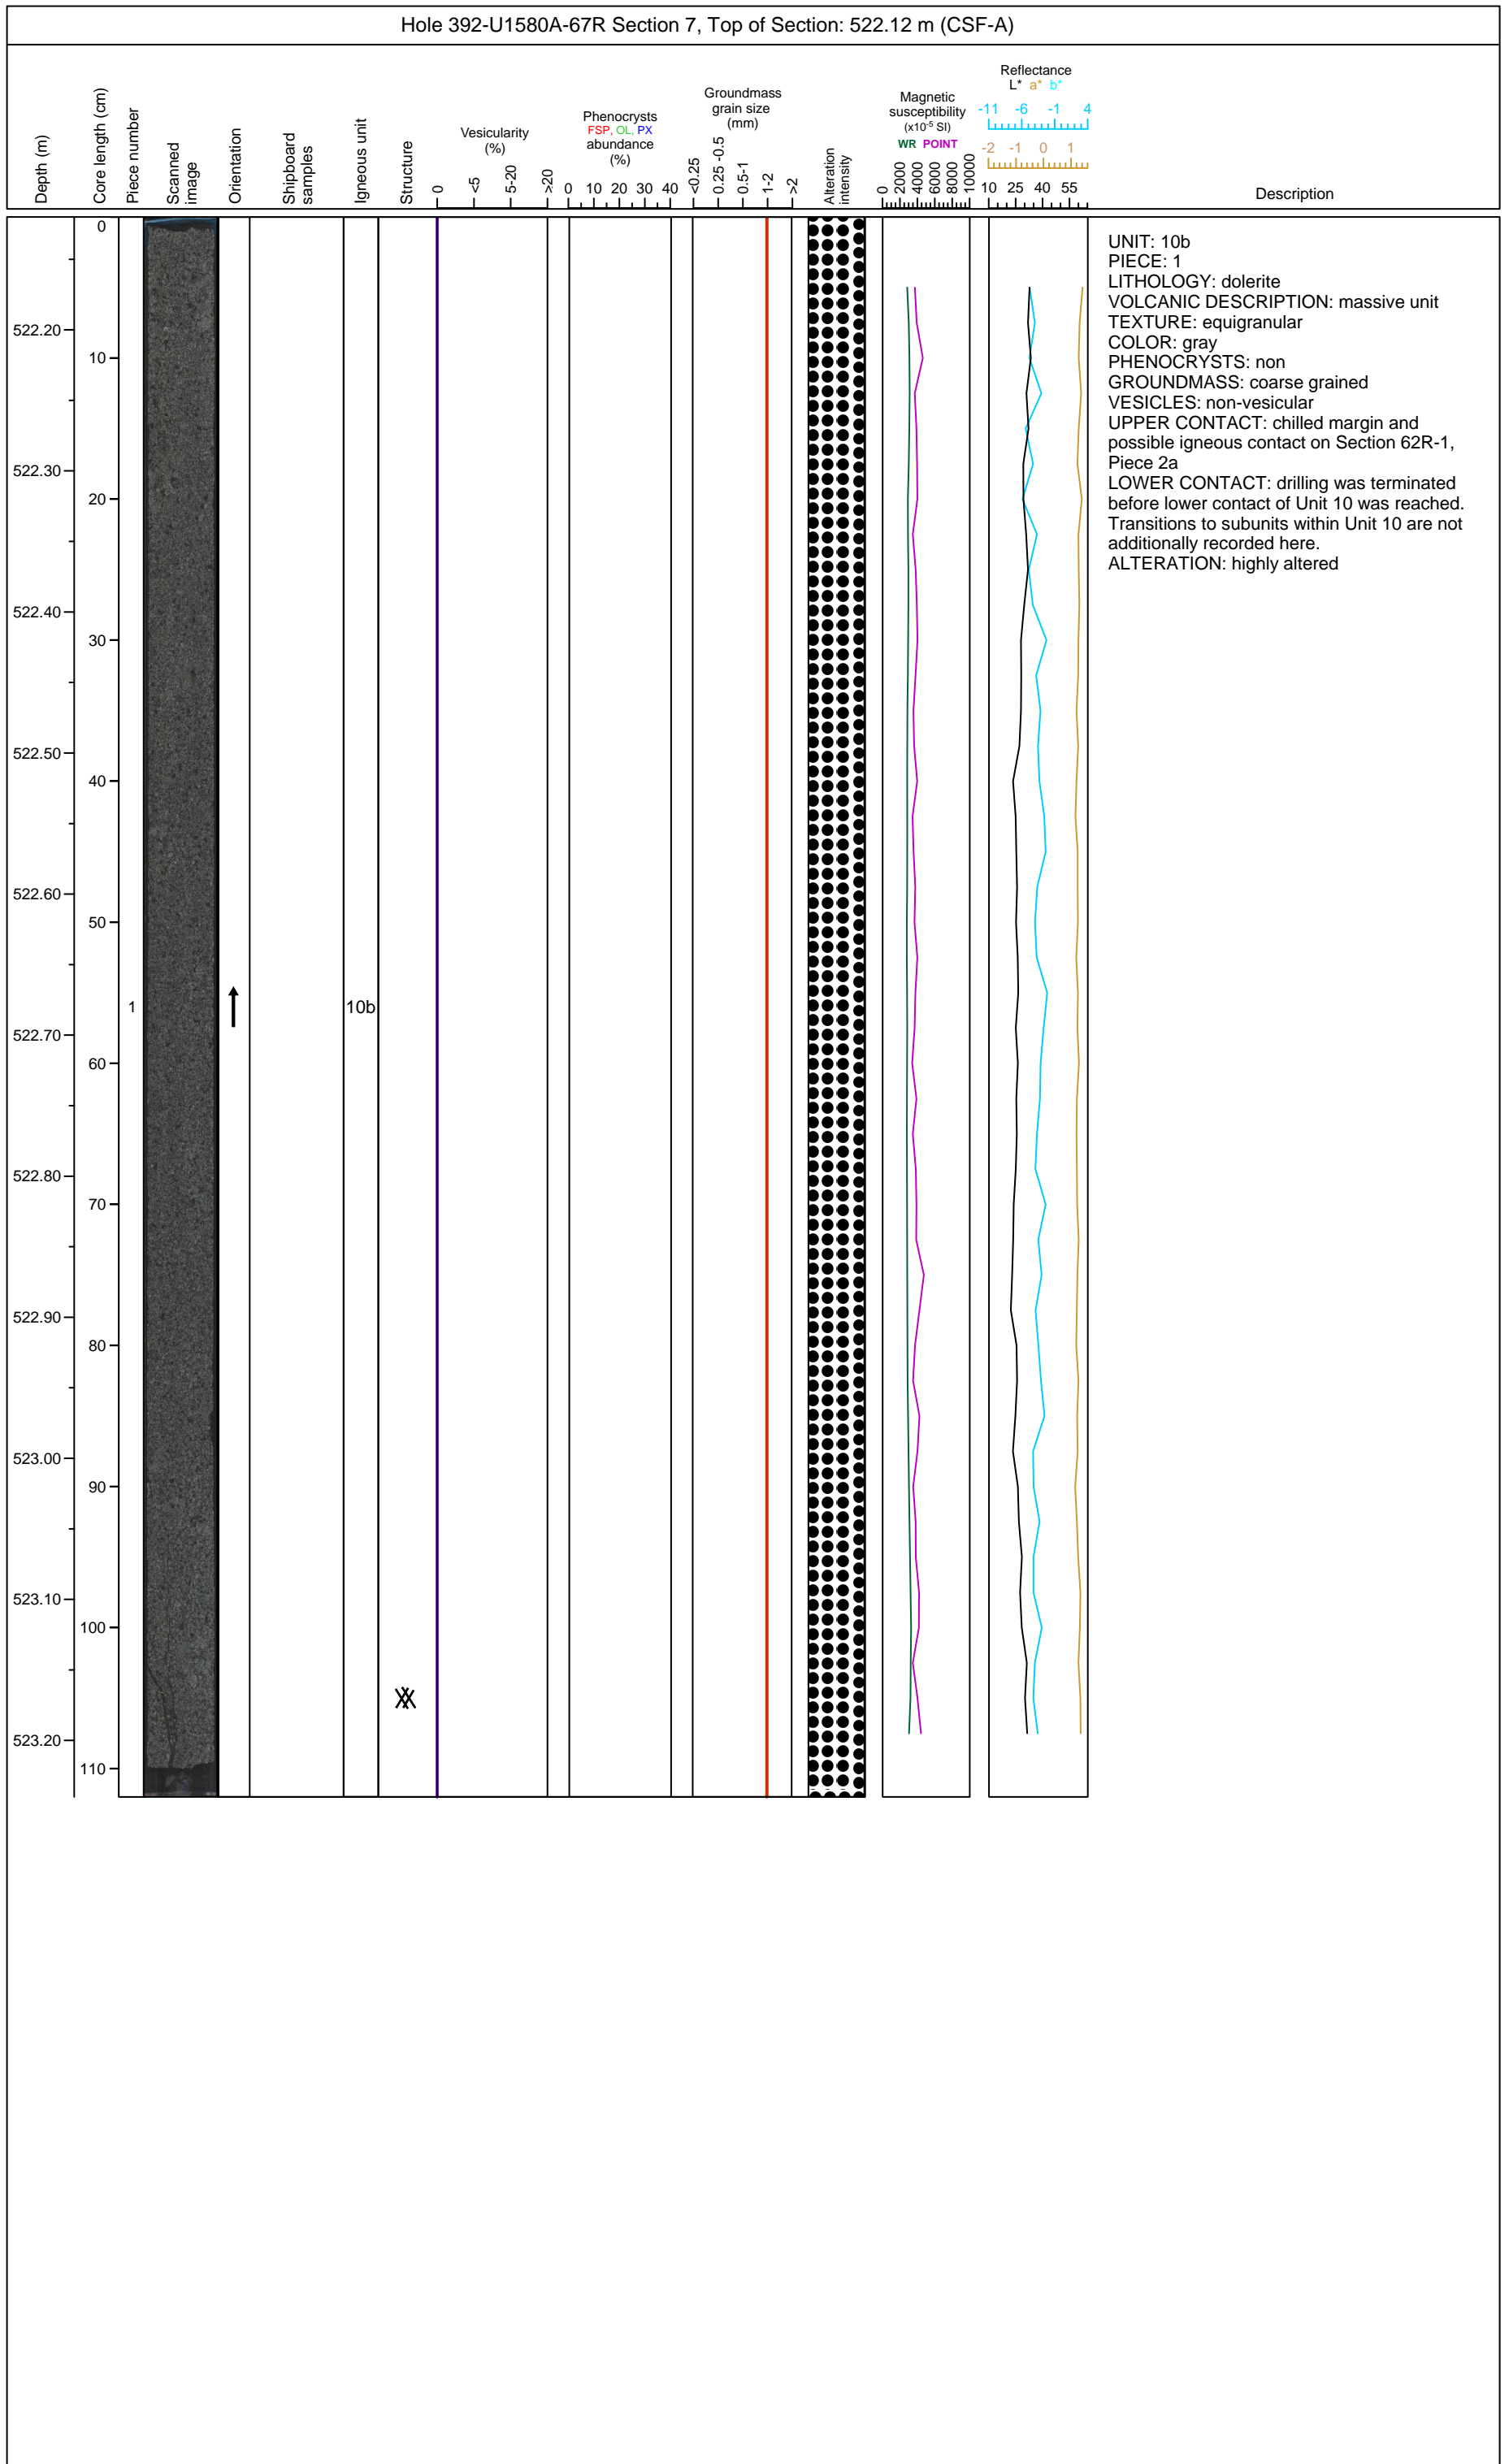 Hole 392-U1580A-67R Section 7, Top of Section: 522.12 m (CSF-A)
Depth (m)
Core length (cm)
Piece number
Scanned
image
Orientation
Shipboard
samples
Igneous unit
Structure
Vesicularity
(%)
0
<5
5-20
>20
Phenocrysts
FSP, OL, PX
abundance
(%)
0 10 20 30 40
Groundmass
grain size
(mm)
<0.25
0.25 -0.5
0.5-1
1-2
>2
Alteration
intensity
Magnetic
susceptibility
(x10-5 SI)
WR POINT
0
2000
4000
6000
8000
10000
Reflectance
L* a* b*
-11 -6 -1 4
-2 -1 0 1
10 25 40 55
Description
0
522.20
10
522.30
20
522.40
30
522.50
40
522.60
50
1
10b
522.70
60
522.80
70
522.90
80
523.00
90
523.10
100
523.20
110
UNIT: 10b
PIECE: 1
LITHOLOGY: dolerite
VOLCANIC DESCRIPTION: massive unit
TEXTURE: equigranular
COLOR: gray
PHENOCRYSTS: non
GROUNDMASS: coarse grained
VESICLES: non-vesicular
UPPER CONTACT: chilled margin and
possible igneous contact on Section 62R-1,
Piece 2a
LOWER CONTACT: drilling was terminated
before lower contact of Unit 10 was reached.
Transitions to subunits within Unit 10 are not
additionally recorded here.
ALTERATION: highly altered